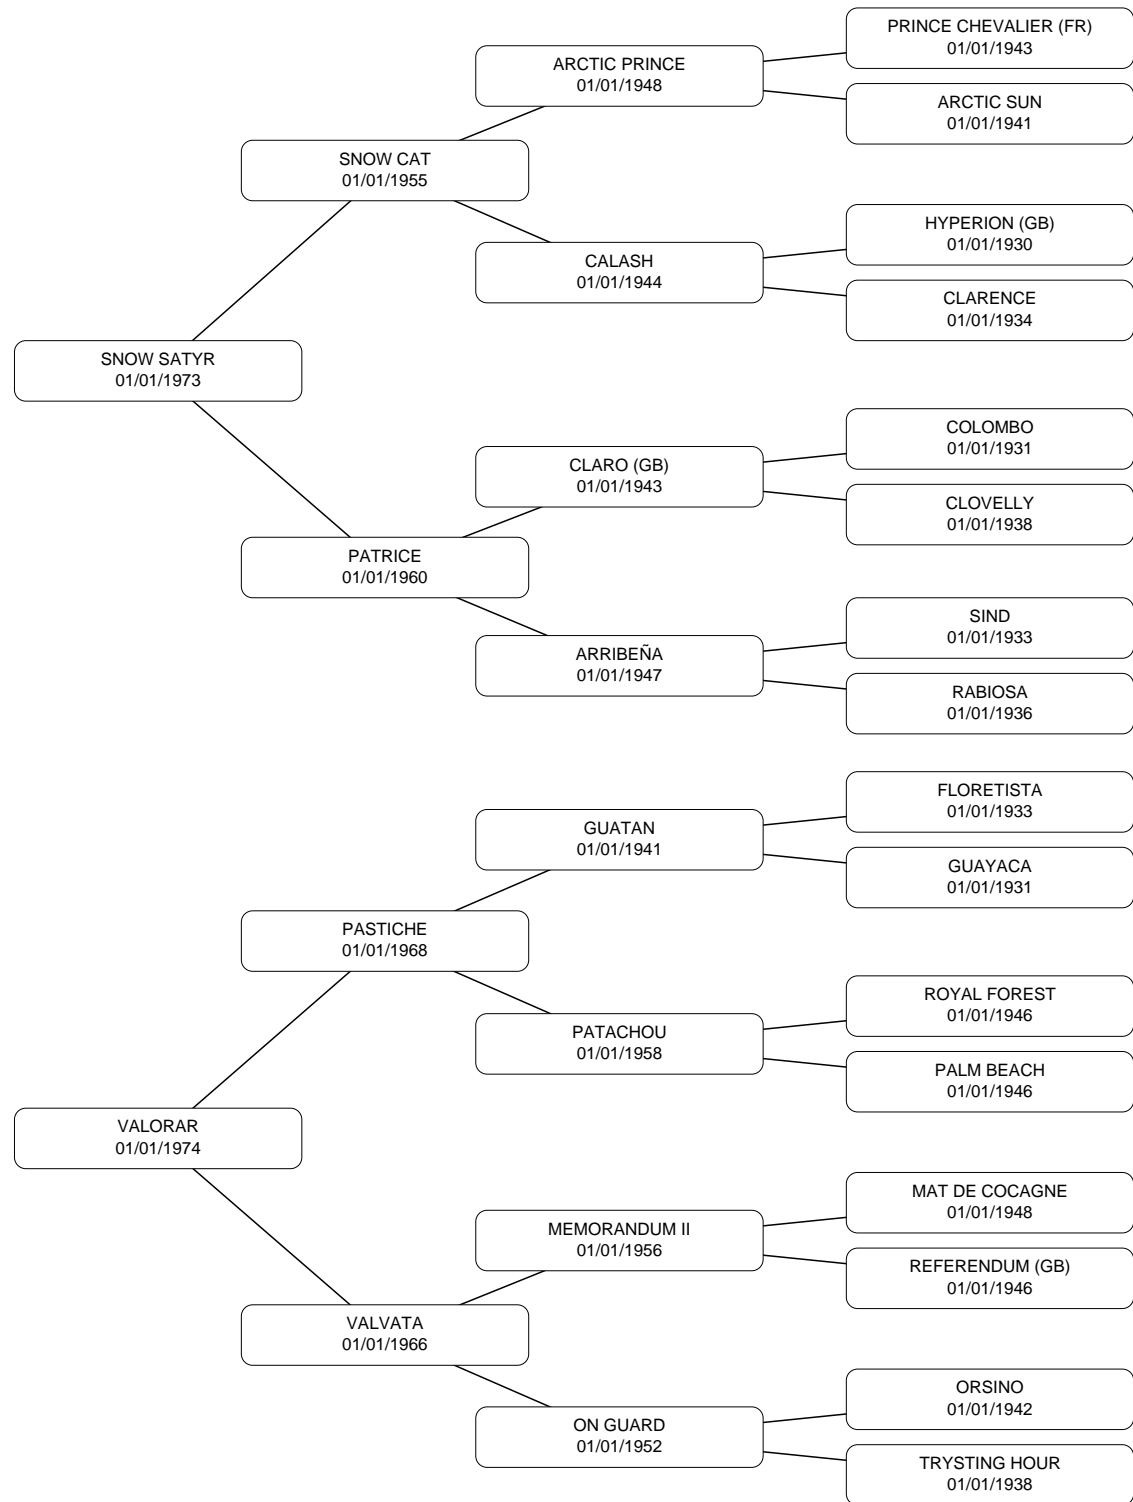 PRINCE CHEVALIER (FR)
01/01/1943
ARCTIC PRINCE
01/01/1948
ARCTIC SUN
01/01/1941
SNOW CAT
01/01/1955
HYPERION (GB)
01/01/1930
CALASH
01/01/1944
CLARENCE
01/01/1934
SNOW SATYR
01/01/1973
COLOMBO
01/01/1931
CLARO (GB)
01/01/1943
CLOVELLY
01/01/1938
PATRICE
01/01/1960
SIND
01/01/1933
ARRIBEÑA
01/01/1947
RABIOSA
01/01/1936
FLORETISTA
01/01/1933
GUATAN
01/01/1941
GUAYACA
01/01/1931
PASTICHE
01/01/1968
ROYAL FOREST
01/01/1946
PATACHOU
01/01/1958
PALM BEACH
01/01/1946
VALORAR
01/01/1974
MAT DE COCAGNE
01/01/1948
MEMORANDUM II
01/01/1956
REFERENDUM (GB)
01/01/1946
VALVATA
01/01/1966
ORSINO
01/01/1942
ON GUARD
01/01/1952
TRYSTING HOUR
01/01/1938